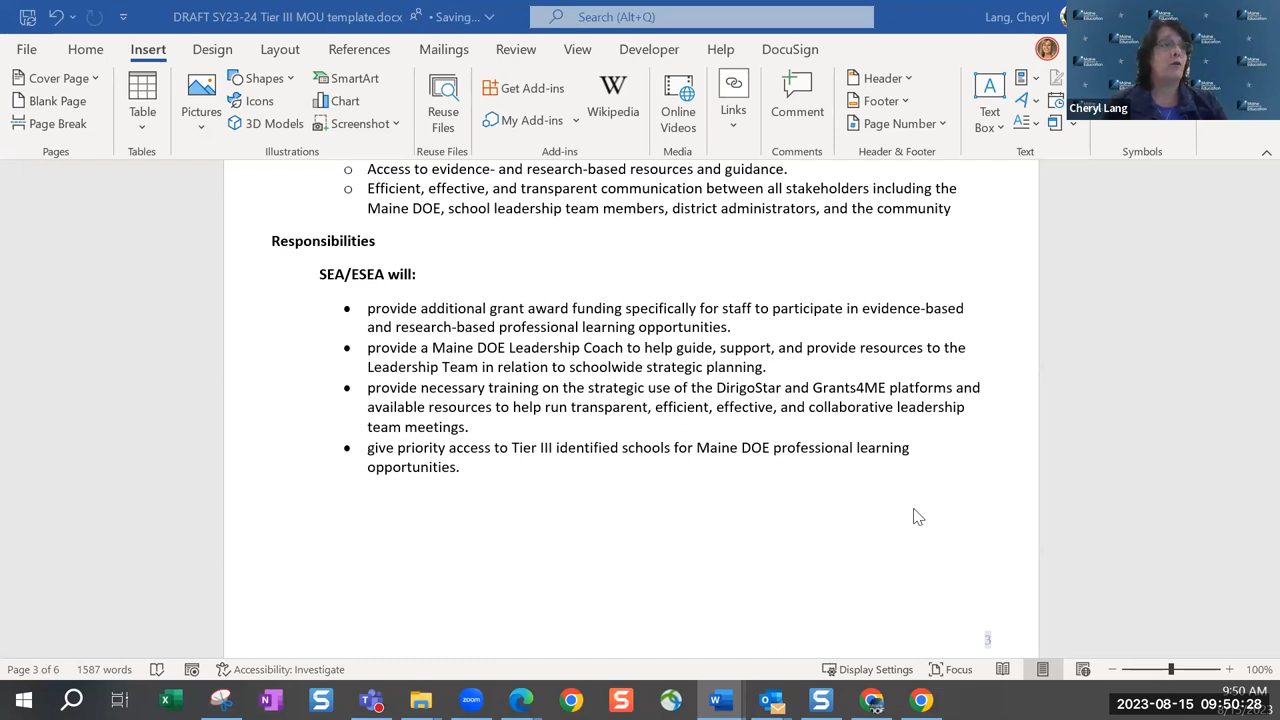 DRAFT SY23-24 Tier III MOU template.docx
Saving...
Search (Alt+Q)
Lang, Cheryl
File Home Insert Design Layout References Mailings Review View Developer Help DocuSign
Cover Page
Blank Page
Page Break
Pages
Table
Tables
Pictures
Shapes
Icons
3D Models
SmartArt
Chart
Screenshot
Illustrations
Reuse
Files
Reuse Files
Get Add-ins
My Add-ins
Wikipedia
Add-ins
Online
Videos
Media
Links
Comment
Comments
Header
Footer
Page Number
Header & Footer
Text
Box
Text
Symbols
Cheryl Lang
o Access to evidence- and research-based resources and guidance.
o Efficient, effective, and transparent communication between all stakeholders including the
Maine DOE, school leadership team members, district administrators, and the community
Responsibilities
SEA/ESEA will:
• provide additional grant award funding specifically for staff to participate in evidence-based
and research-based professional learning opportunities.
• provide a Maine DOE Leadership Coach to help guide, support, and provide resources to the
Leadership Team in relation to schoolwide strategic planning.
• provide necessary training on the strategic use of the DirigoStar and Grants4ME platforms and
available resources to help run transparent, efficient, effective, and collaborative leadership
team meetings.
• give priority access to Tier III identified schools for Maine DOE professional learning
opportunities.
3
Page 3 of 6 1587 words Accessibility: Investigate Display Settings Focus 100%
9:50 AM
2023-08-15 09:50:28